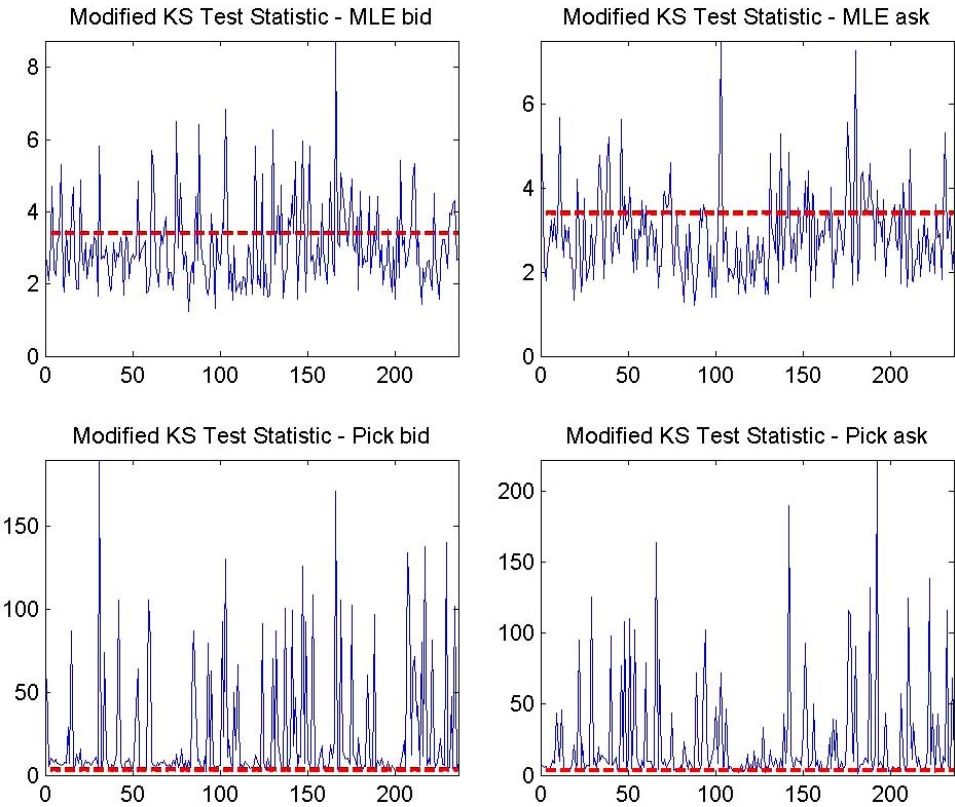 Modified KS Test Statistic - MLE bid
8
6
4
2
0
0 50 100 150 200
Modified KS Test Statistic - MLE ask
6
4
2
0
0 50 100 150 200
Modified KS Test Statistic - Pick bid
150
100
50
0
0 50 100 150 200
Modified KS Test Statistic - Pick ask
200
150
100
50
0
0 50 100 150 200